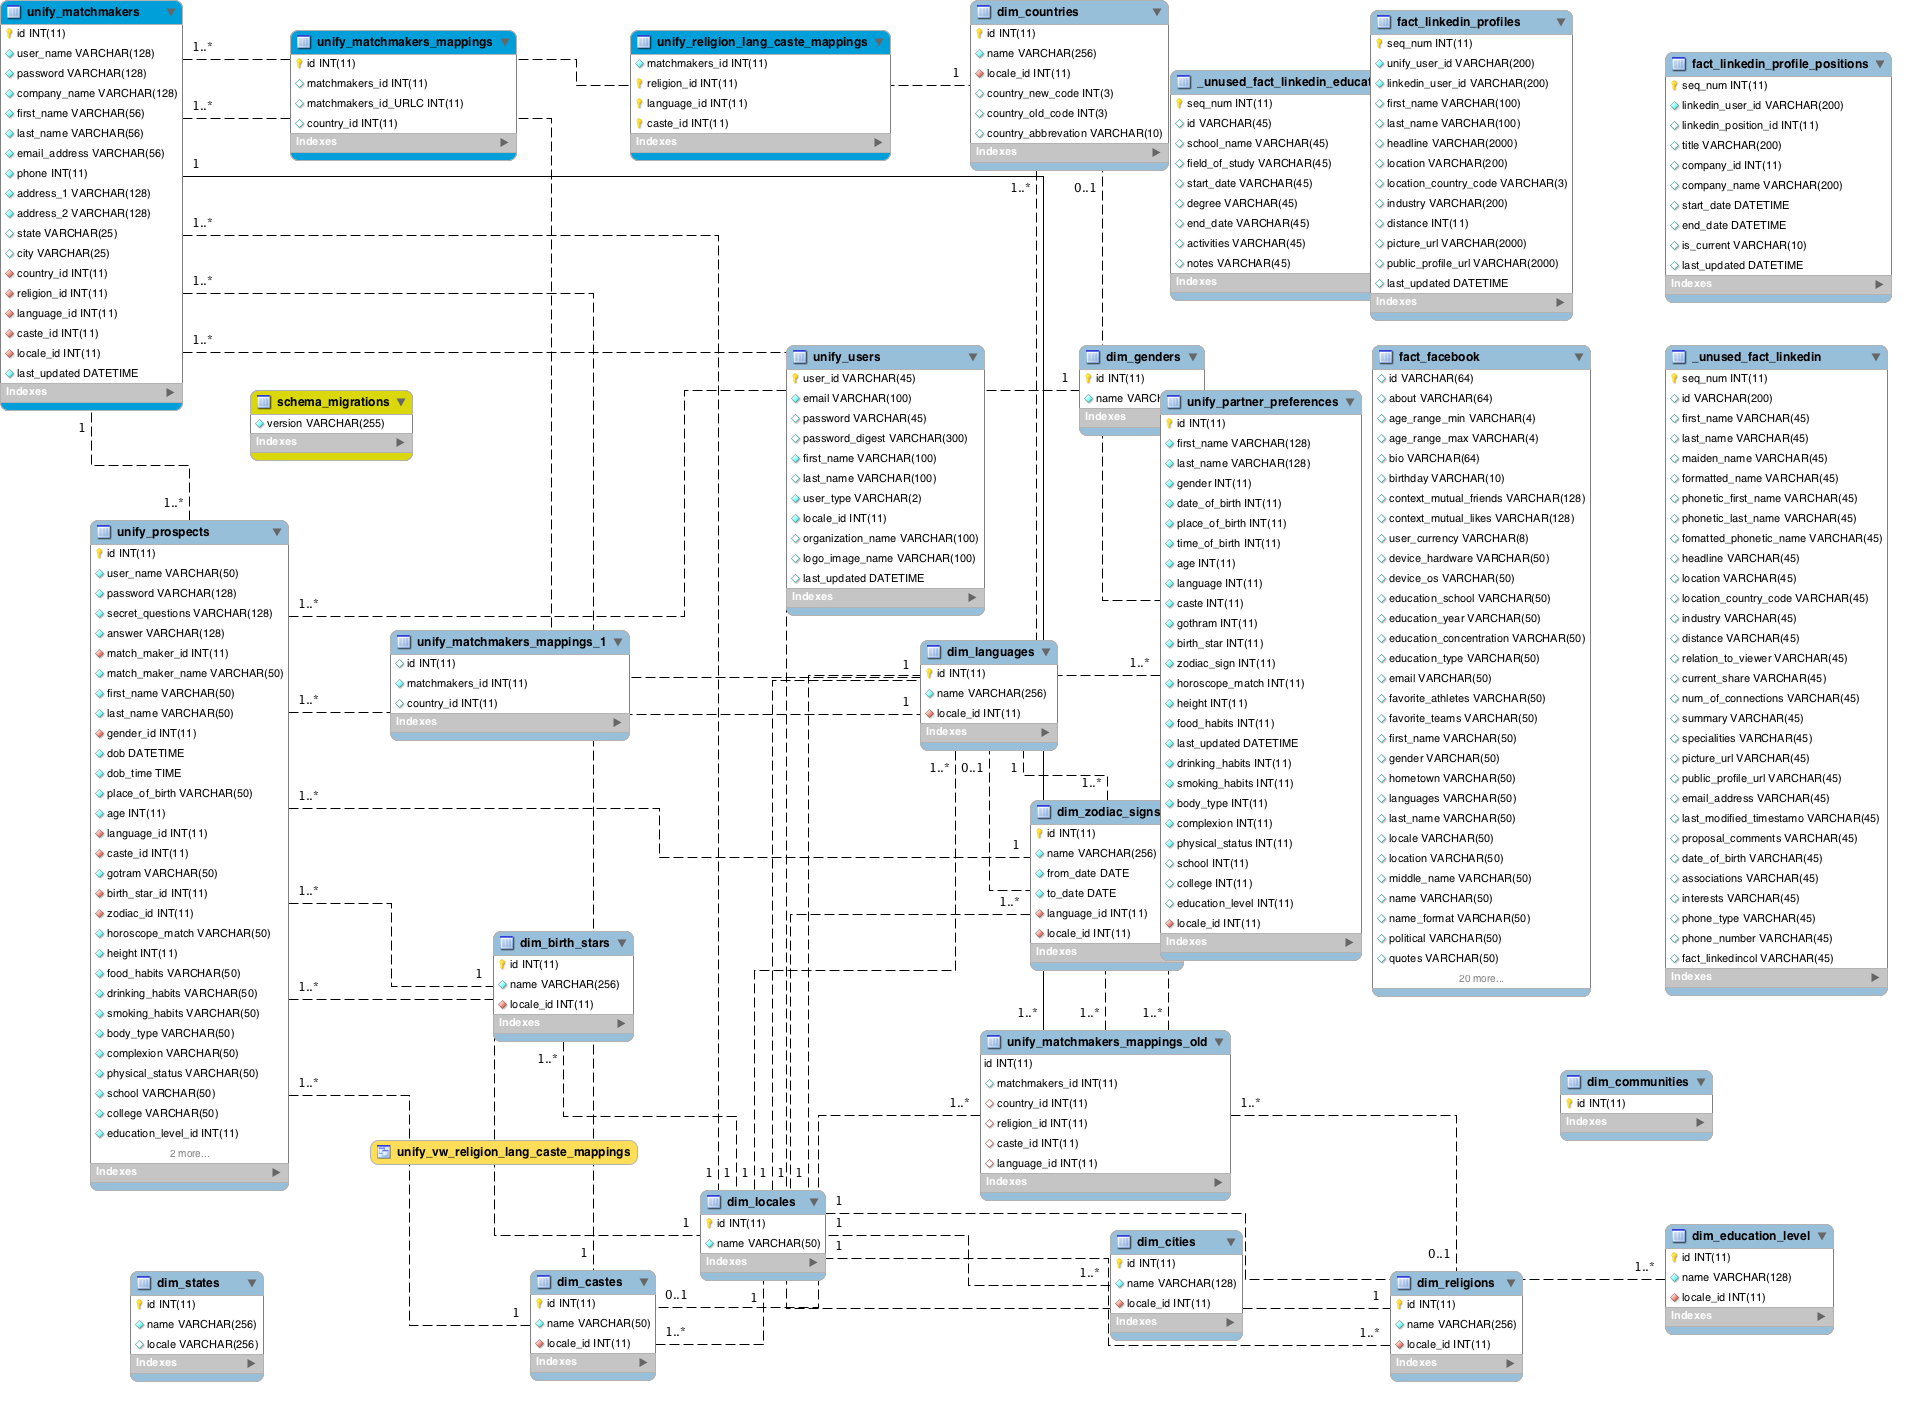 unify_matchmakers
id INT(11)
user_name VARCHAR(128)
password VARCHAR(128)
company_name VARCHAR(128)
first_name VARCHAR(56)
last_name VARCHAR(56)
email_address VARCHAR(56)
phone INT(11)
address_1 VARCHAR(128)
address_2 VARCHAR(128)
state VARCHAR(25)
city VARCHAR(25)
country_id INT(11)
religion_id INT(11)
language_id INT(11)
caste_id INT(11)
locale_id INT(11)
last_updated DATETIME
Indexes
1..*
1..*
1
1..*
1..*
1..*
1
1..*
unify_matchmakers_mappings
id INT(11)
matchmakers_id INT(11)
matchmakers_id_URLC INT(11)
country_id INT(11)
Indexes
unify_religion_lang_caste_mappings
matchmakers_id INT(11)
religion_id INT(11)
language_id INT(11)
caste_id INT(11)
Indexes
1
dim_countries
id INT(11)
name VARCHAR(256)
locale_id INT(11)
country_new_code INT(3)
country_old_code INT(3)
country_abbrevation VARCHAR(10)
Indexes
1..*
0..1
_unused_fact_linkedin_educat
seq_num INT(11)
id VARCHAR(45)
school_name VARCHAR(45)
field_of_study VARCHAR(45)
start_date VARCHAR(45)
degree VARCHAR(45)
end_date VARCHAR(45)
activities VARCHAR(45)
notes VARCHAR(45)
Indexes
fact_linkedin_profiles
seq_num INT(11)
unify_user_id VARCHAR(200)
linkedin_user_id VARCHAR(200)
first_name VARCHAR(100)
last_name VARCHAR(100)
headline VARCHAR(2000)
location VARCHAR(200)
location_country_code VARCHAR(3)
industry VARCHAR(200)
distance INT(11)
picture_url VARCHAR(2000)
public_profile_url VARCHAR(2000)
last_updated DATETIME
Indexes
fact_linkedin_profile_positions
seq_num INT(11)
linkedin_user_id VARCHAR(200)
linkedin_position_id INT(11)
title VARCHAR(200)
company_id INT(11)
company_name VARCHAR(200)
start_date DATETIME
end_date DATETIME
is_current VARCHAR(10)
last_updated DATETIME
Indexes
schema_migrations
version VARCHAR(255)
Indexes
unify_users
user_id VARCHAR(45)
email VARCHAR(100)
password VARCHAR(45)
password_digest VARCHAR(300)
first_name VARCHAR(100)
last_name VARCHAR(100)
user_type VARCHAR(2)
locale_id INT(11)
organization_name VARCHAR(100)
logo_image_name VARCHAR(100)
last_updated DATETIME
Indexes
1
dim_genders
id INT(11)
name VARCH
Indexes
unify_partner_preferences
id INT(11)
first_name VARCHAR(128)
last_name VARCHAR(128)
gender INT(11)
date_of_birth INT(11)
place_of_birth INT(11)
time_of_birth INT(11)
age INT(11)
language INT(11)
caste INT(11)
gothram INT(11)
birth_star INT(11)
zodiac_sign INT(11)
horoscope_match INT(11)
height INT(11)
food_habits INT(11)
last_updated DATETIME
drinking_habits INT(11)
smoking_habits INT(11)
body_type INT(11)
complexion INT(11)
physical_status INT(11)
school INT(11)
college INT(11)
education_level INT(11)
locale_id INT(11)
Indexes
fact_facebook
id VARCHAR(64)
about VARCHAR(64)
age_range_min VARCHAR(4)
age_range_max VARCHAR(4)
bio VARCHAR(64)
birthday VARCHAR(10)
context_mutual_friends VARCHAR(128)
context_mutual_likes VARCHAR(128)
user_currency VARCHAR(8)
device_hardware VARCHAR(50)
device_os VARCHAR(50)
education_school VARCHAR(50)
education_year VARCHAR(50)
education_concentration VARCHAR(50)
education_type VARCHAR(50)
email VARCHAR(50)
favorite_athletes VARCHAR(50)
favorite_teams VARCHAR(50)
first_name VARCHAR(50)
gender VARCHAR(50)
hometown VARCHAR(50)
languages VARCHAR(50)
last_name VARCHAR(50)
locale VARCHAR(50)
location VARCHAR(50)
middle_name VARCHAR(50)
name VARCHAR(50)
name_format VARCHAR(50)
political VARCHAR(50)
quotes VARCHAR(50)
20 more...
_unused_fact_linkedin
seq_num INT(11)
id VARCHAR(200)
first_name VARCHAR(45)
last_name VARCHAR(45)
maiden_name VARCHAR(45)
formatted_name VARCHAR(45)
phonetic_first_name VARCHAR(45)
phonetic_last_name VARCHAR(45)
fomatted_phonetic_name VARCHAR(45)
headline VARCHAR(45)
location VARCHAR(45)
location_country_code VARCHAR(45)
industry VARCHAR(45)
distance VARCHAR(45)
relation_to_viewer VARCHAR(45)
current_share VARCHAR(45)
num_of_connections VARCHAR(45)
summary VARCHAR(45)
specialities VARCHAR(45)
picture_url VARCHAR(45)
public_profile_url VARCHAR(45)
email_address VARCHAR(45)
last_modified_timestamo VARCHAR(45)
proposal_comments VARCHAR(45)
date_of_birth VARCHAR(45)
associations VARCHAR(45)
interests VARCHAR(45)
phone_type VARCHAR(45)
phone_number VARCHAR(45)
fact_linkedincol VARCHAR(45)
Indexes
unify_prospects
id INT(11)
user_name VARCHAR(50)
password VARCHAR(128)
secret_questions VARCHAR(128)
answer VARCHAR(128)
match_maker_id INT(11)
match_maker_name VARCHAR(50)
first_name VARCHAR(50)
last_name VARCHAR(50)
gender_id INT(11)
dob DATETIME
dob_time TIME
place_of_birth VARCHAR(50)
age INT(11)
language_id INT(11)
caste_id INT(11)
gotram VARCHAR(50)
birth_star_id INT(11)
zodiac_id INT(11)
horoscope_match VARCHAR(50)
height INT(11)
food_habits VARCHAR(50)
drinking_habits VARCHAR(50)
smoking_habits VARCHAR(50)
body_type VARCHAR(50)
complexion VARCHAR(50)
physical_status VARCHAR(50)
school VARCHAR(50)
college VARCHAR(50)
education_level_id INT(11)
2 more...
Indexes
1..*
1..*
1..*
1..*
1..*
1..*
unify_matchmakers_mappings_1
id INT(11)
matchmakers_id INT(11)
country_id INT(11)
Indexes
1
1
dim_languages
id INT(11)
name VARCHAR(256)
locale_id INT(11)
Indexes
1..*
1..*
0..1
1
1..*
dim_zodiac_signs
id INT(11)
name VARCHAR(256)
from_date DATE
to_date DATE
language_id INT(11)
locale_id INT(11)
Indexes
1
1..*
dim_birth_stars
id INT(11)
name VARCHAR(256)
locale_id INT(11)
Indexes
1
1..*
1..*
1..*
1..*
unify_matchmakers_mappings_old
id INT(11)
matchmakers_id INT(11)
country_id INT(11)
religion_id INT(11)
caste_id INT(11)
language_id INT(11)
Indexes
1..*
1..*
dim_communities
id INT(11)
Indexes
unify_vw_religion_lang_caste_mappings
1
1
1
1
1
1
dim_locales
id INT(11)
name VARCHAR(50)
Indexes
1
1
1
1
1
dim_cities
id INT(11)
name VARCHAR(128)
locale_id INT(11)
Indexes
1..*
dim_education_level
id INT(11)
name VARCHAR(128)
locale_id INT(11)
Indexes
1..*
dim_states
id INT(11)
name VARCHAR(256)
locale VARCHAR(256)
Indexes
dim_castes
id INT(11)
name VARCHAR(50)
locale_id INT(11)
Indexes
1
1
0..1
1..*
dim_religions
id INT(11)
name VARCHAR(256)
locale_id INT(11)
Indexes
0..1
1
1..*